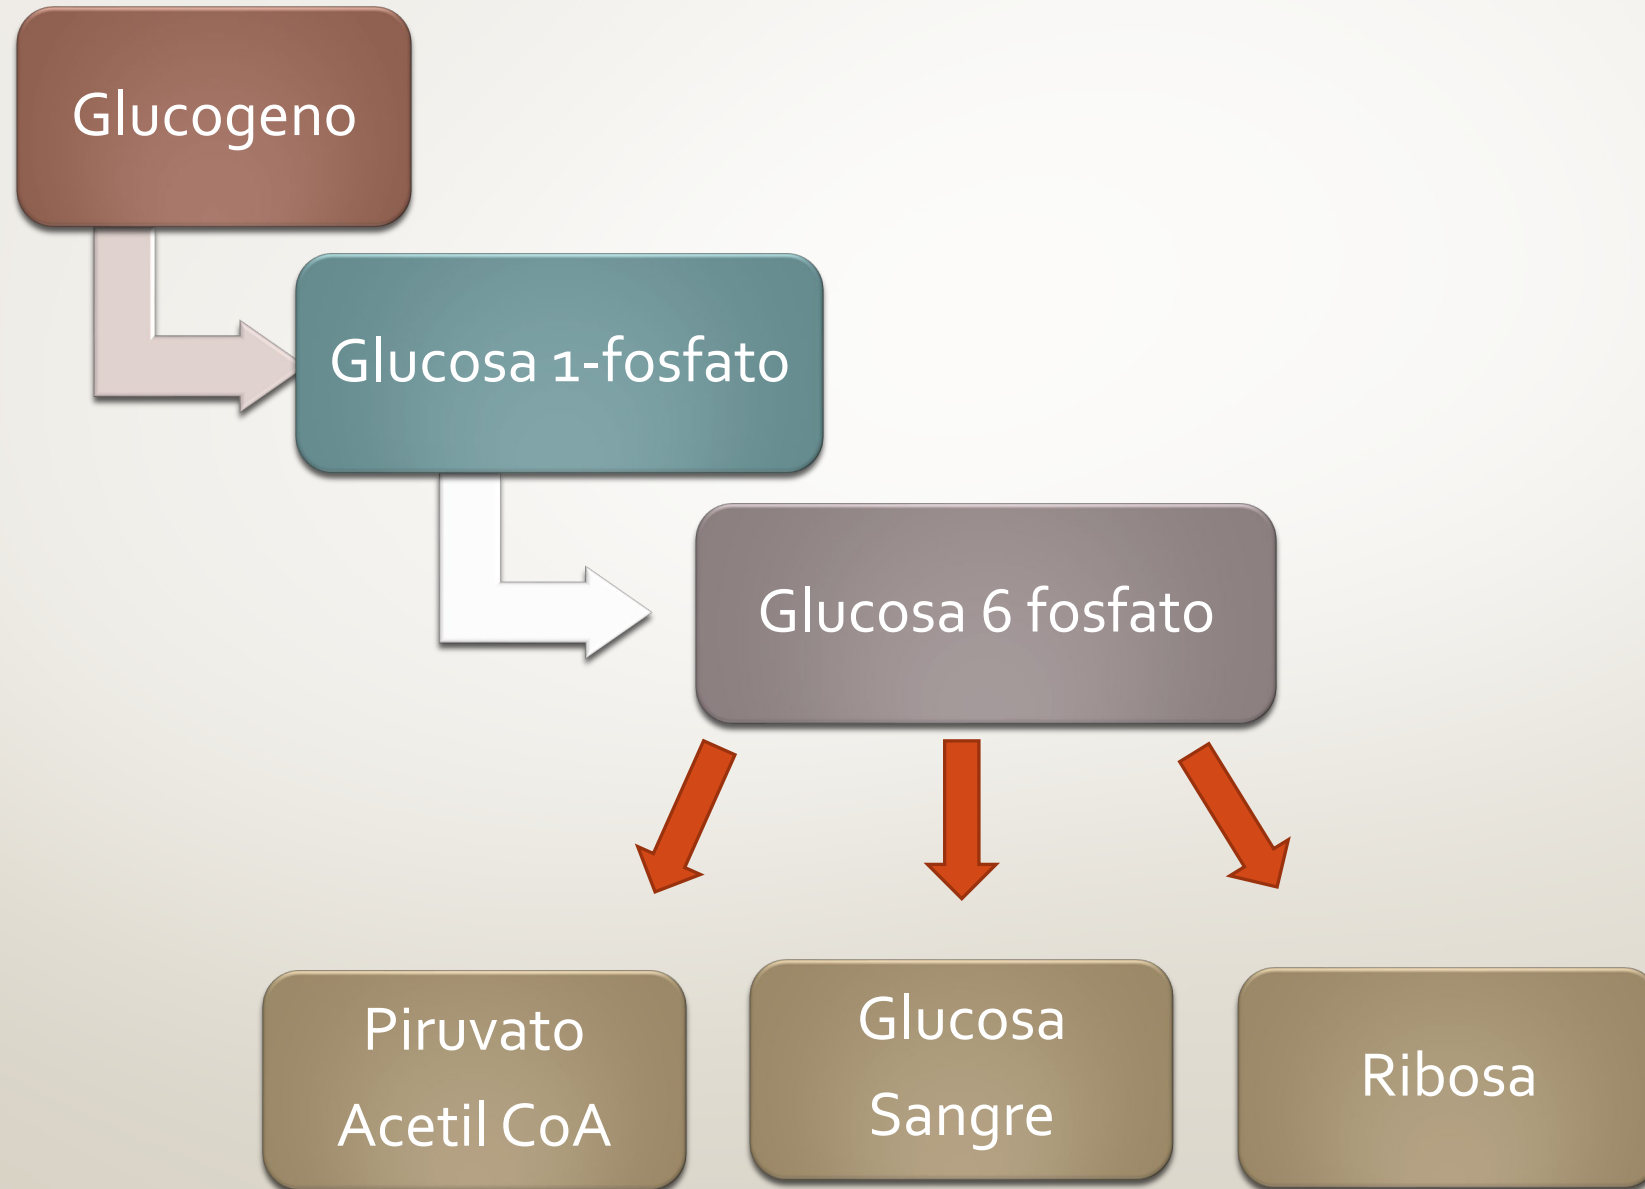 Glucogeno
Glucosa 1-fosfato
Glucosa 6 fosfato
Piruvato
Acetil CoA
Glucosa
Sangre
Ribosa